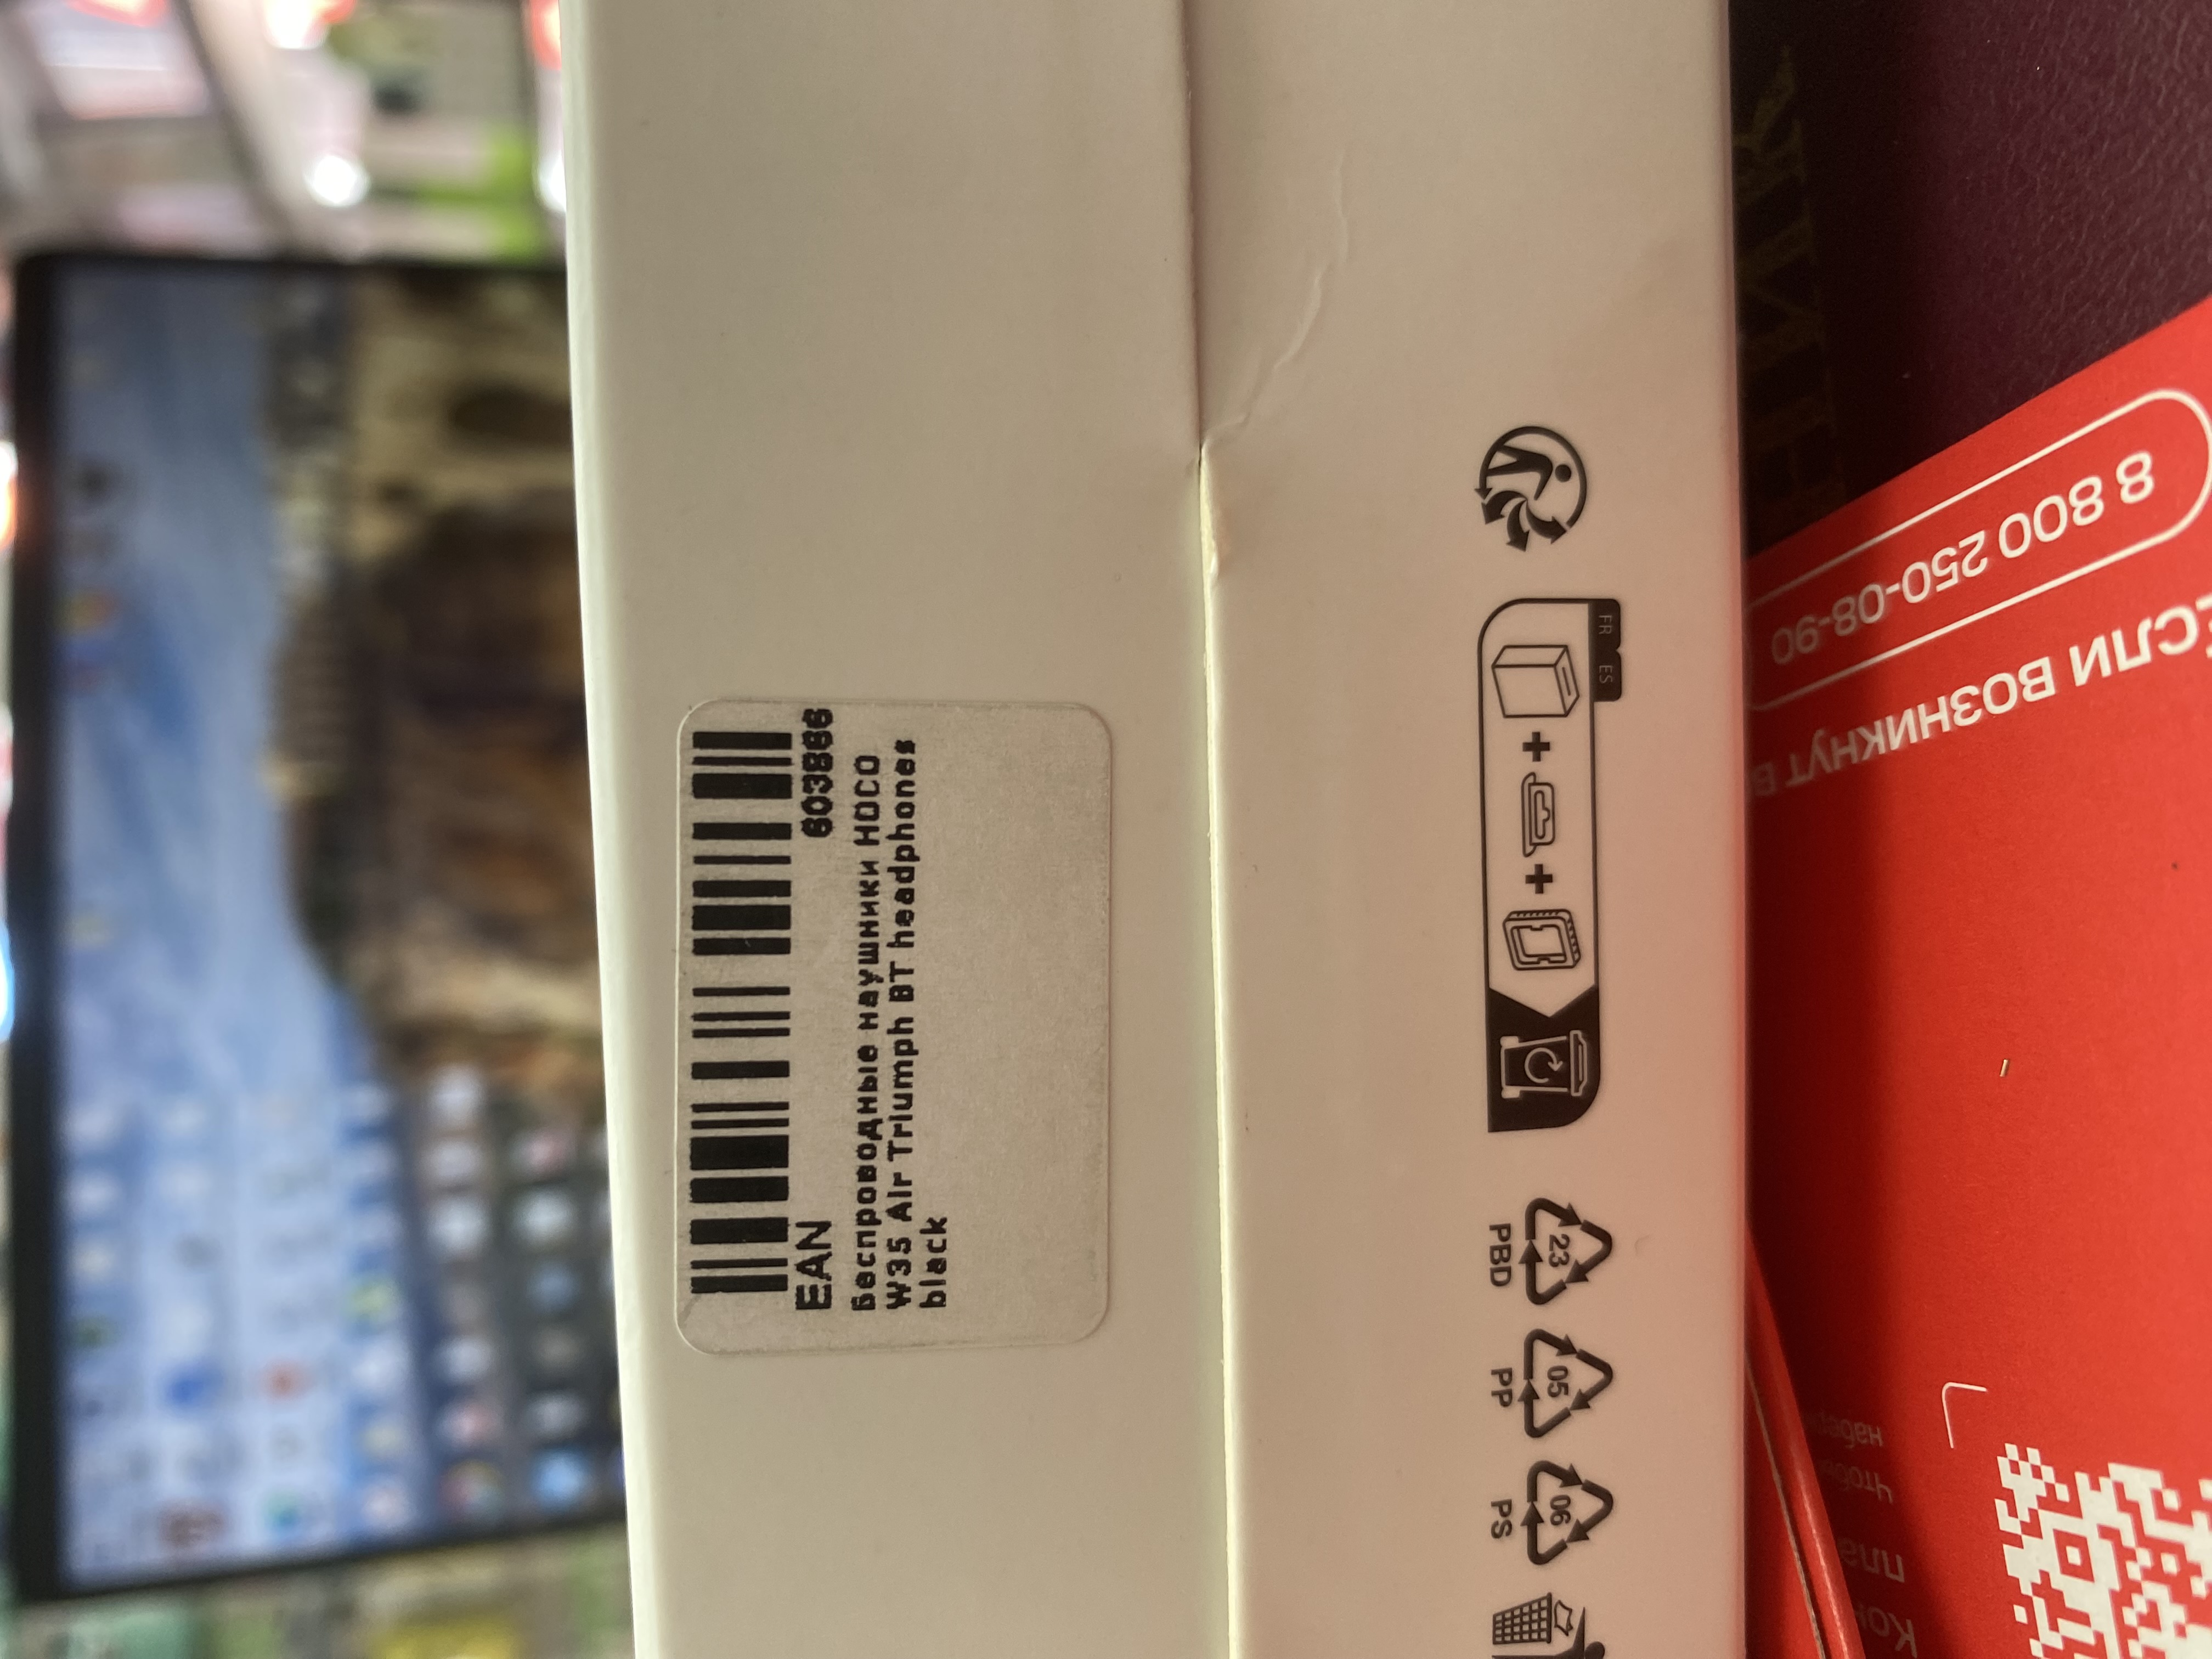 EAN 603866
Беспроводные наушники HOCO
W35 Air Triumph BT headphones
black
FR ES
23
PBD
05
PP
06
PS
8 800 250-08-90
ЕСЛИ ВОЗНИКНУТ